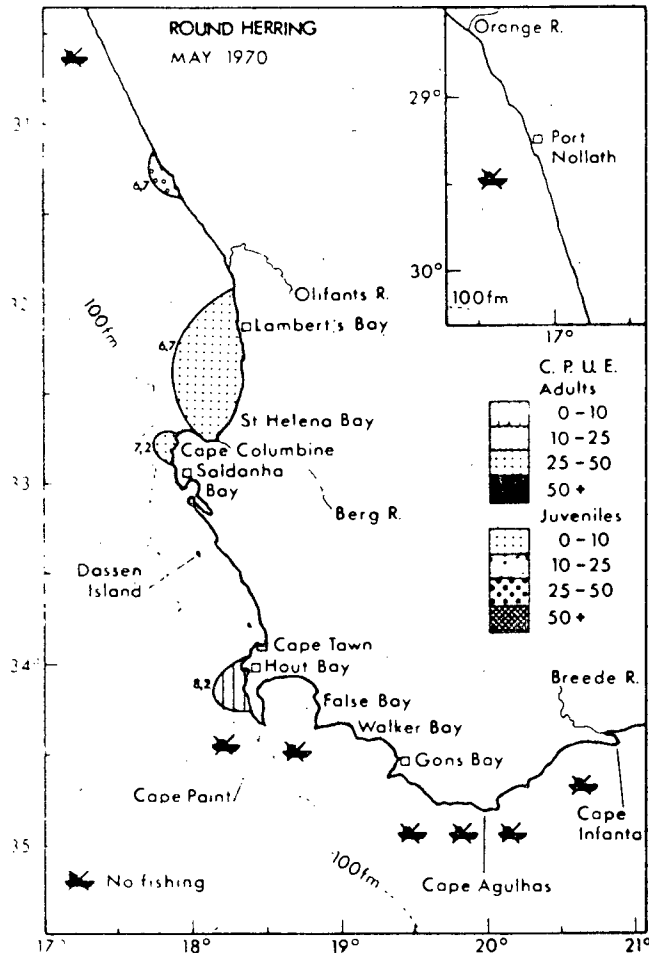 ROUND HERRING
MAY 1970
Orange R.
29°
Port
Nollath
30°
100fm
17°
31
6,7
Olifants R.
32
100fm
Lambert's Bay
6,7
C. P. U. E.
Adults
0-10
10-25
25-50
50+
Juveniles
0-10
10-25
25-50
50+
St Helena Bay
7,2
Cape Columbine
Saldanha
Bay
33
Berg R.
Dassen
Island
Cape Town
34
Hout Bay
8,2
Breede R.
False Bay
Walker Bay
Gons Bay
Cape Point
Cape
Infanta
35
100fm
No fishing
Cape Agulhas
17
18°
19°
20°
21°